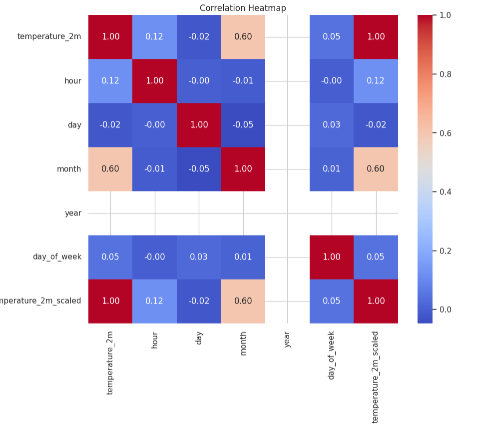 Correlation Heatmap
temperature_2m 1.00 0.12 -0.02 0.60 0.05 1.00
hour 0.12 1.00 -0.00 -0.01 -0.00 0.12
day -0.02 -0.00 1.00 -0.05 0.03 -0.02
month 0.60 -0.01 -0.05 1.00 0.01 0.60
year
day_of_week 0.05 -0.00 0.03 0.01 1.00 0.05
mperature_2m_scaled 1.00 0.12 -0.02 0.60 0.05 1.00
temperature_2m
hour
day
month
year
day_of_week
temperature_2m_scaled
1.0
0.8
0.6
0.4
0.2
0.0